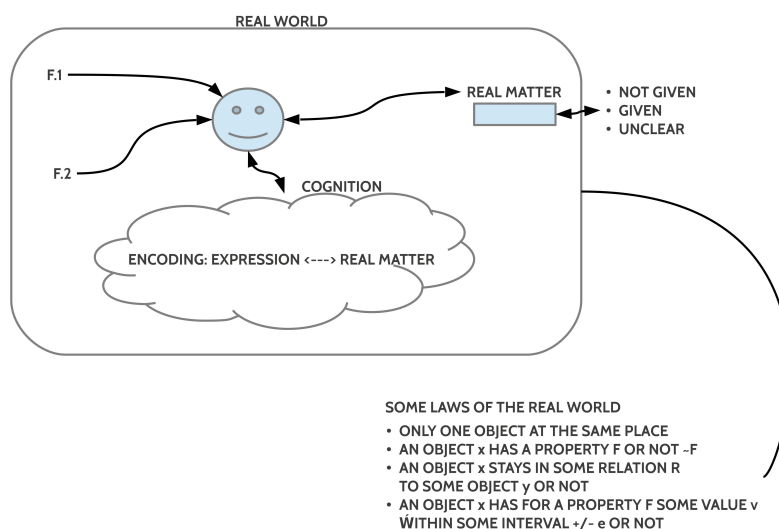 REAL WORLD
F.1
REAL MATTER
• NOT GIVEN
• GIVEN
• UNCLEAR
F.2
COGNITION
ENCODING: EXPRESSION <---> REAL MATTER
SOME LAWS OF THE REAL WORLD
• ONLY ONE OBJECT AT THE SAME PLACE
• AN OBJECT x HAS A PROPERTY F OR NOT ~F
• AN OBJECT x STAYS IN SOME RELATION R
TO SOME OBJECT y OR NOT
• AN OBJECT x HAS FOR A PROPERTY F SOME VALUE v
ẂITHIN SOME INTERVAL +/- e OR NOT